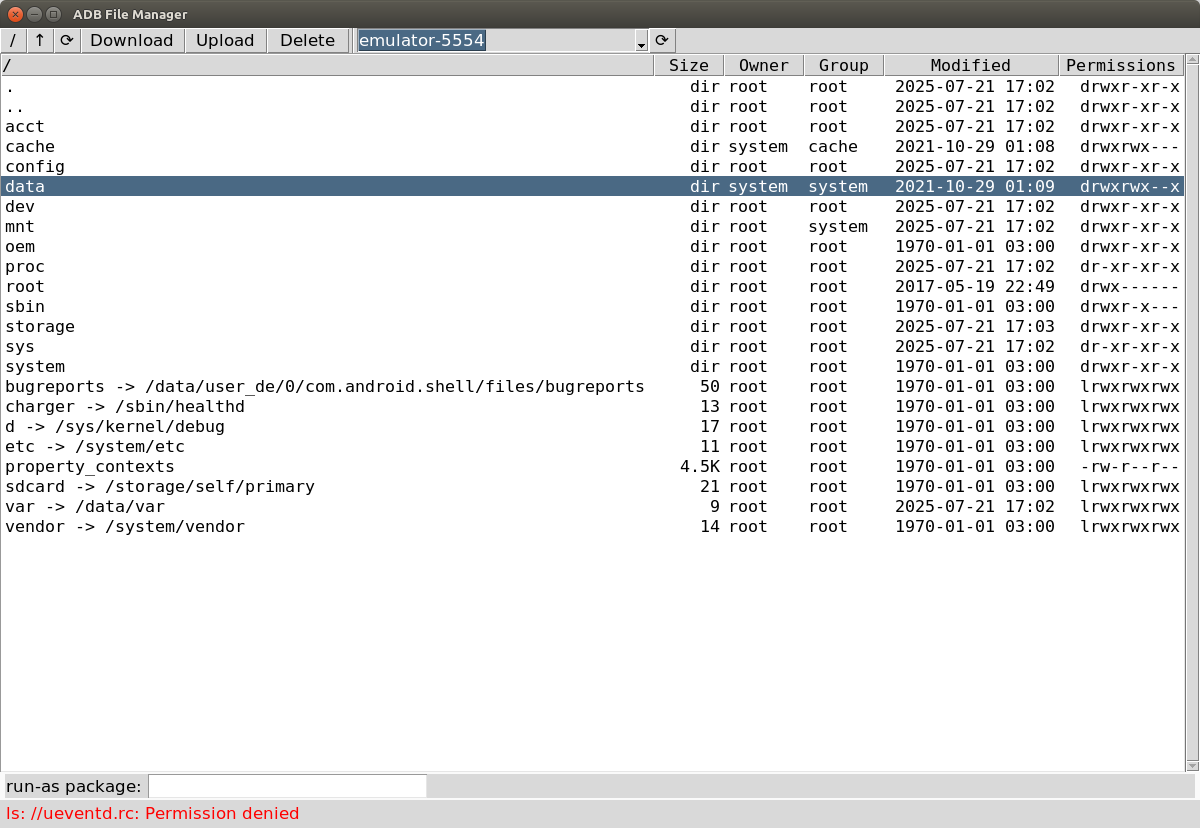 ADB File Manager
/ ↑ ⟳ Download Upload Delete emulator-5554 ⟳
/ Size Owner Group Modified Permissions
. dir root root 2025-07-21 17:02 drwxr-xr-x
.. dir root root 2025-07-21 17:02 drwxr-xr-x
acct dir root root 2025-07-21 17:02 drwxr-xr-x
cache dir system cache 2021-10-29 01:08 drwxrwx---
config dir root root 2025-07-21 17:02 drwxr-xr-x
data dir system system 2021-10-29 01:09 drwxrwx--x
dev dir root root 2025-07-21 17:02 drwxr-xr-x
mnt dir root system 2025-07-21 17:02 drwxr-xr-x
oem dir root root 1970-01-01 03:00 drwxr-xr-x
proc dir root root 2025-07-21 17:02 dr-xr-xr-x
root dir root root 2017-05-19 22:49 drwx------
sbin dir root root 1970-01-01 03:00 drwxr-x---
storage dir root root 2025-07-21 17:03 drwxr-xr-x
sys dir root root 2025-07-21 17:02 dr-xr-xr-x
system dir root root 1970-01-01 03:00 drwxr-xr-x
bugreports -> /data/user_de/0/com.android.shell/files/bugreports 50 root root 1970-01-01 03:00 lrwxrwxrwx
charger -> /sbin/healthd 13 root root 1970-01-01 03:00 lrwxrwxrwx
d -> /sys/kernel/debug 17 root root 1970-01-01 03:00 lrwxrwxrwx
etc -> /system/etc 11 root root 1970-01-01 03:00 lrwxrwxrwx
property_contexts 4.5K root root 1970-01-01 03:00 -rw-r--r--
sdcard -> /storage/self/primary 21 root root 1970-01-01 03:00 lrwxrwxrwx
var -> /data/var 9 root root 2025-07-21 17:02 lrwxrwxrwx
vendor -> /system/vendor 14 root root 1970-01-01 03:00 lrwxrwxrwx
run-as package:
ls: //ueventd.rc: Permission denied